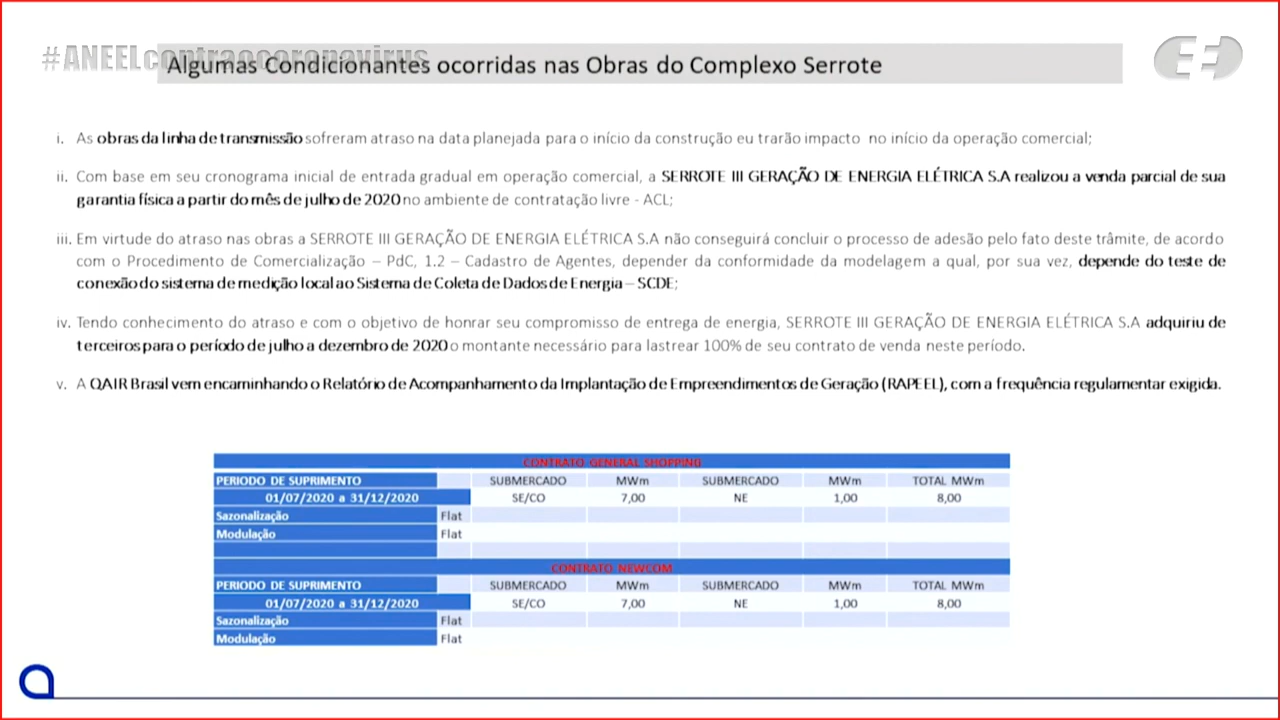 #ANEELcontraocoronavirus
Algumas Condicionantes ocorridas nas Obras do Complexo Serrote
i. As obras da linha de transmissão sofreram atraso na data planejada para o início da construção eu trarão impacto no início da operação comercial;
ii. Com base em seu cronograma inicial de entrada gradual em operação comercial, a SERROTE III GERAÇÃO DE ENERGIA ELÉTRICA S.A realizou a venda parcial de sua
garantia física a partir do mês de julho de 2020 no ambiente de contratação livre - ACL;
iii. Em virtude do atraso nas obras a SERROTE III GERAÇÃO DE ENERGIA ELÉTRICA S.A não conseguirá concluir o processo de adesão pelo fato deste trâmite, de acordo
com o Procedimento de Comercialização – PdC, 1.2 – Cadastro de Agentes, depender da conformidade da modelagem a qual, por sua vez, depende do teste de
conexão do sistema de medição local ao Sistema de Coleta de Dados de Energia – SCDE;
iv. Tendo conhecimento do atraso e com o objetivo de honrar seu compromisso de entrega de energia, SERROTE III GERAÇÃO DE ENERGIA ELÉTRICA S.A adquiriu de
terceiros para o período de julho a dezembro de 2020 o montante necessário para lastrear 100% de seu contrato de venda neste período.
v. A QAIR Brasil vem encaminhando o Relatório de Acompanhamento da Implantação de Empreendimentos de Geração (RAPEEL), com a frequência regulamentar exigida.
CONTRATO GENERAL SHOPPING
PERIODO DE SUPRIMENTO SUBMERCADO MWm SUBMERCADO MWm TOTAL MWm
01/07/2020 a 31/12/2020 SE/CO 7,00 NE 1,00 8,00
Sazonalização Flat
Modulação Flat
CONTRATO NEWCOM
PERIODO DE SUPRIMENTO SUBMERCADO MWm SUBMERCADO MWm TOTAL MWm
01/07/2020 a 31/12/2020 SE/CO 7,00 NE 1,00 8,00
Sazonalização Flat
Modulação Flat